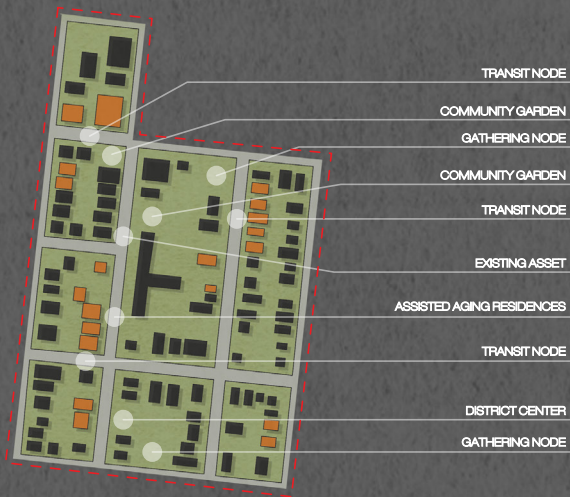 TRANSIT NODE
COMMUNITY GARDEN
GATHERING NODE
COMMUNITY GARDEN
TRANSIT NODE
EXISTING ASSET
ASSISTED AGING RESIDENCES
TRANSIT NODE
DISTRICT CENTER
GATHERING NODE